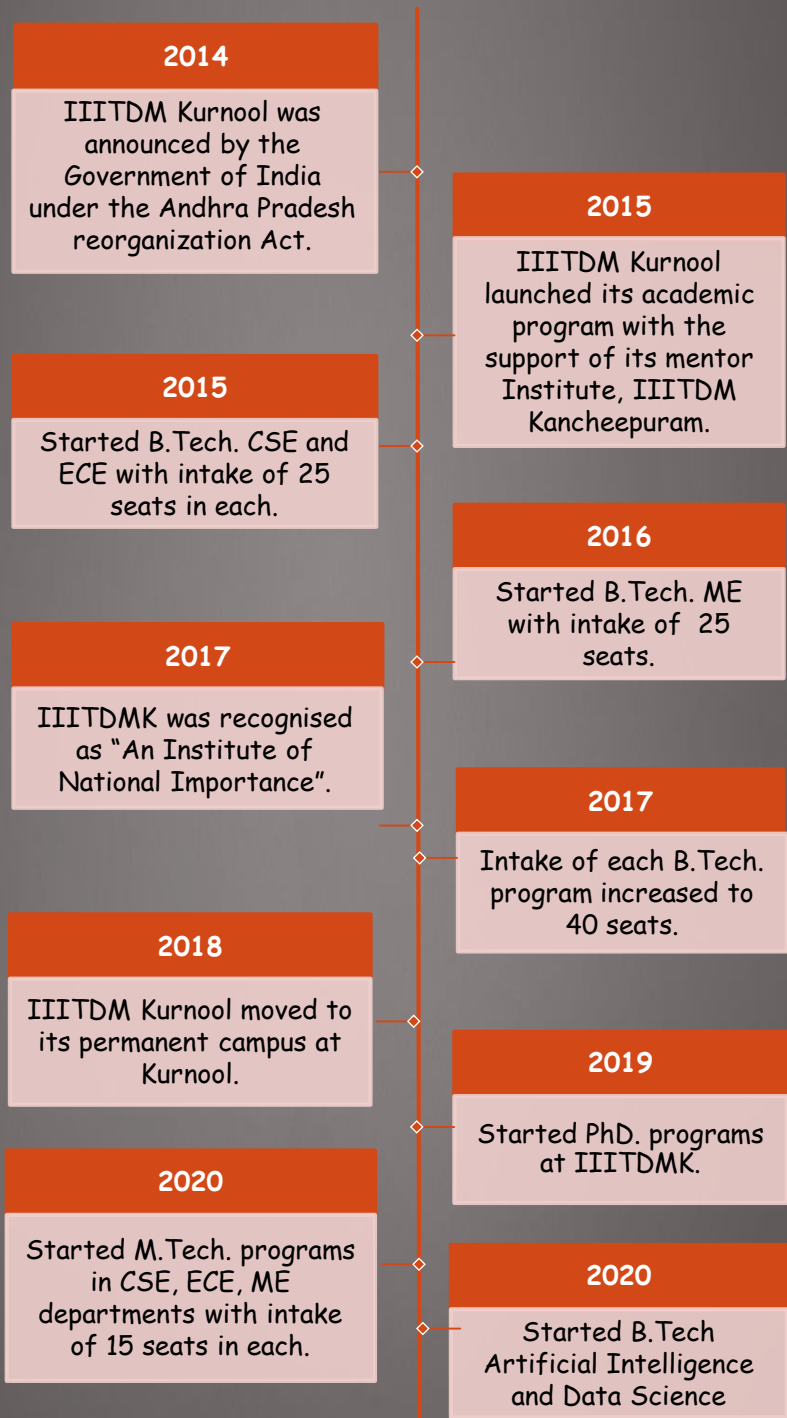 2014
IIITDM Kurnool was
announced by the
Government of India
under the Andhra Pradesh
reorganization Act.
2015
IIITDM Kurnool
launched its academic
program with the
support of its mentor
Institute, IIITDM
Kancheepuram.
2015
Started B.Tech. CSE and
ECE with intake of 25
seats in each.
2016
Started B.Tech. ME
with intake of 25
seats.
2017
IIITDMK was recognised
as “An Institute of
National Importance”.
2017
Intake of each B.Tech.
program increased to
40 seats.
2018
IIITDM Kurnool moved to
its permanent campus at
Kurnool.
2019
Started PhD. programs
at IIITDMK.
2020
Started M.Tech. programs
in CSE, ECE, ME
departments with intake
of 15 seats in each.
2020
Started B.Tech
Artificial Intelligence
and Data Science